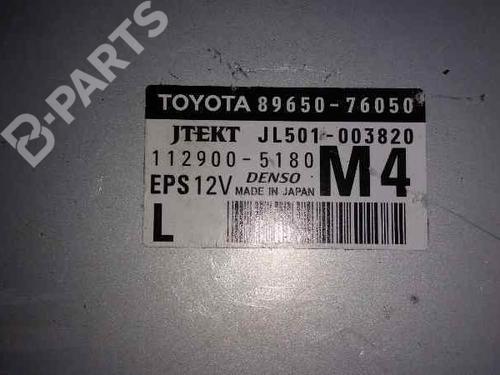 B-PARTS
TOYOTA 89650-76050
JTEKT JL501-003820
112900-5180 M4
EPS 12V DENSO MADE IN JAPAN
L